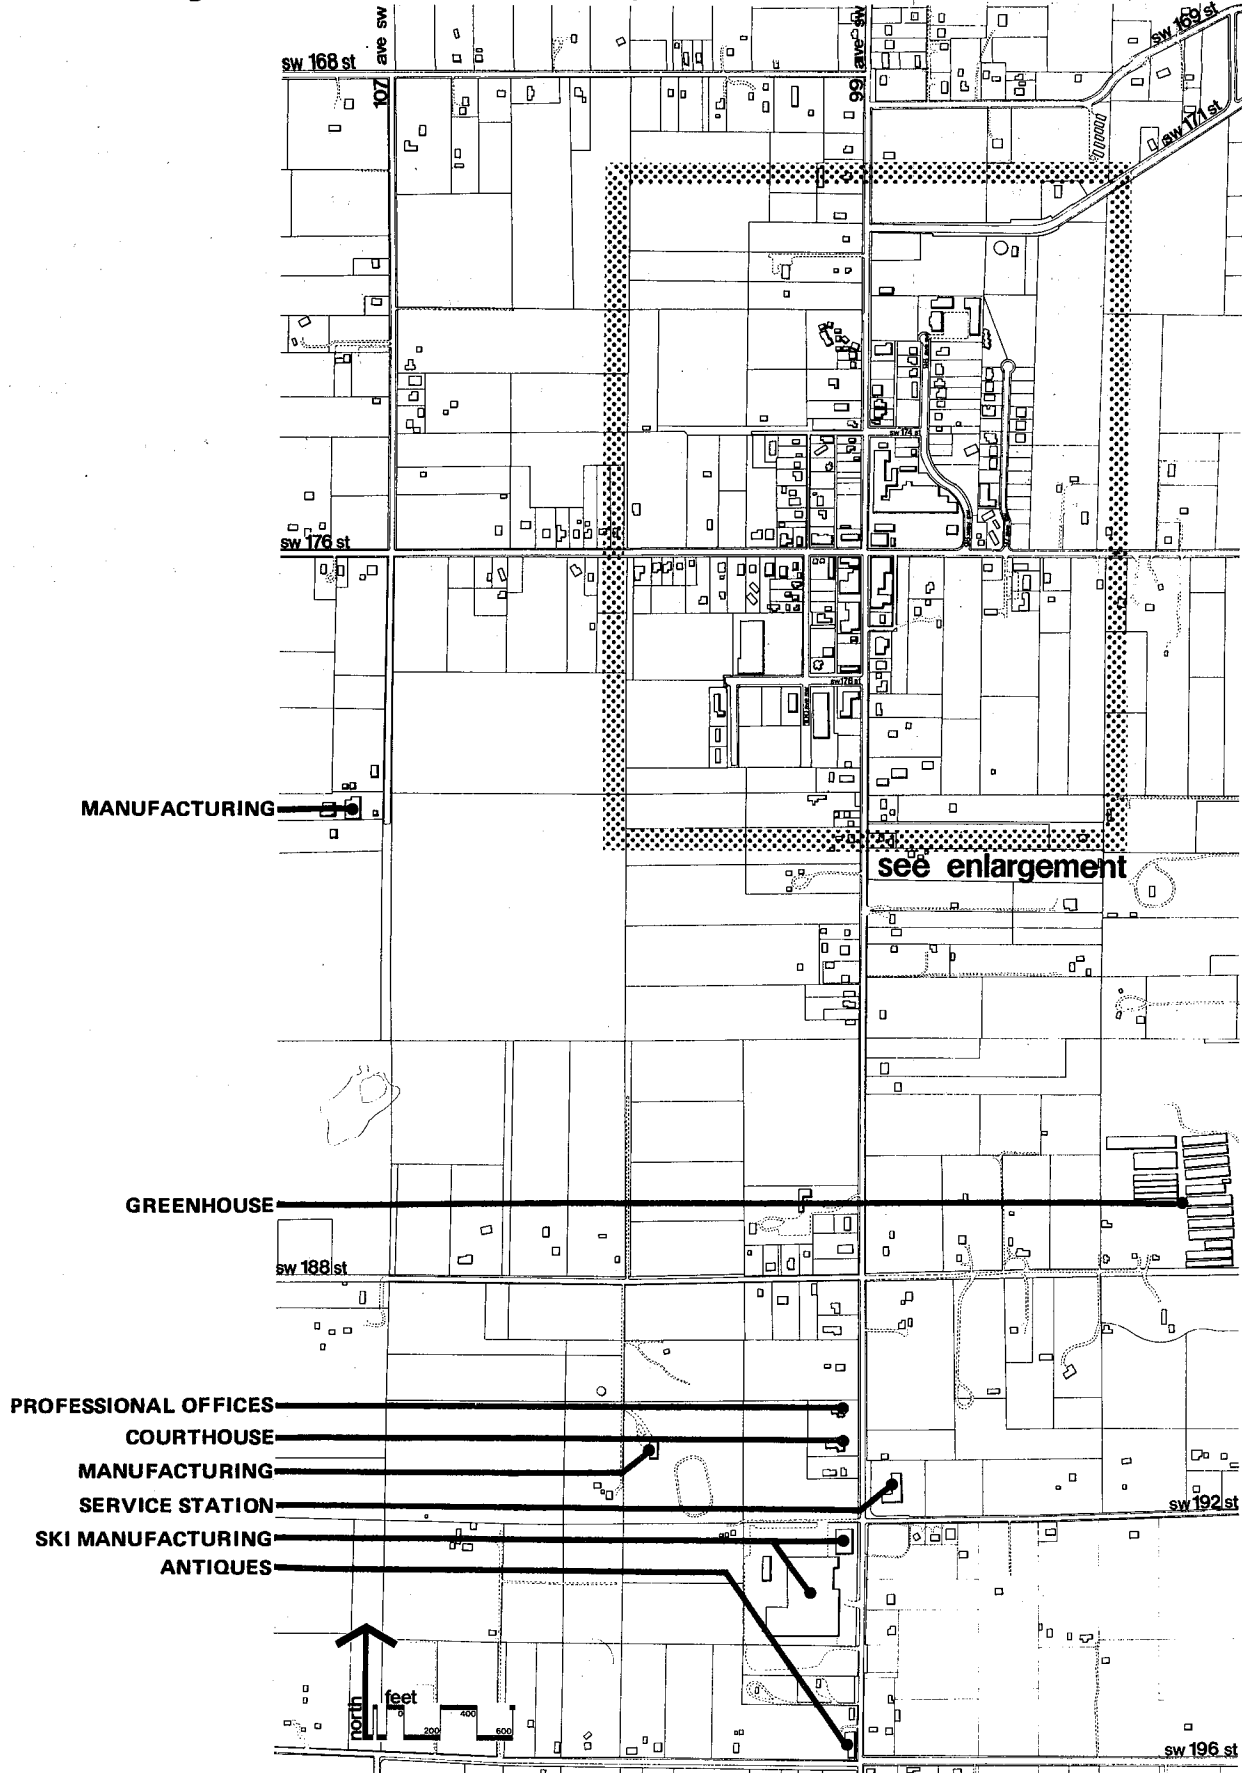 ave sw
107
ave sw
99
sw 168 st
sw 169 st
sw 171 st
sw 174 st
sw 176 st
sw 178 st
MANUFACTURING
see enlargement
GREENHOUSE
sw 188 st
PROFESSIONAL OFFICES
COURTHOUSE
MANUFACTURING
SERVICE STATION
sw 192 st
SKI MANUFACTURING
ANTIQUES
north
feet
0
200
400
600
sw 196 st